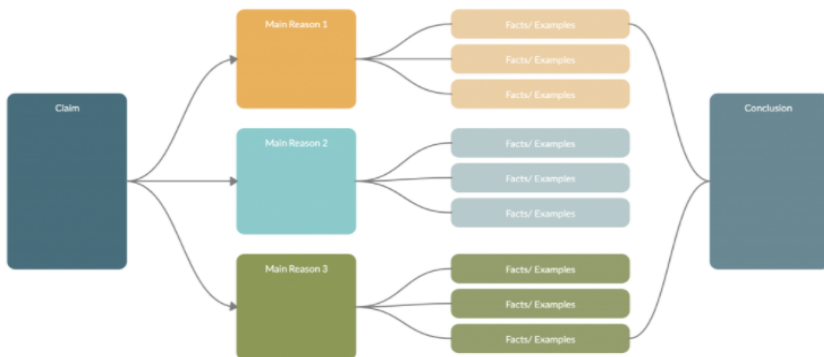 Claim
Main Reason 1
Facts/ Examples
Facts/ Examples
Facts/ Examples
Main Reason 2
Facts/ Examples
Facts/ Examples
Facts/ Examples
Main Reason 3
Facts/ Examples
Facts/ Examples
Facts/ Examples
Conclusion